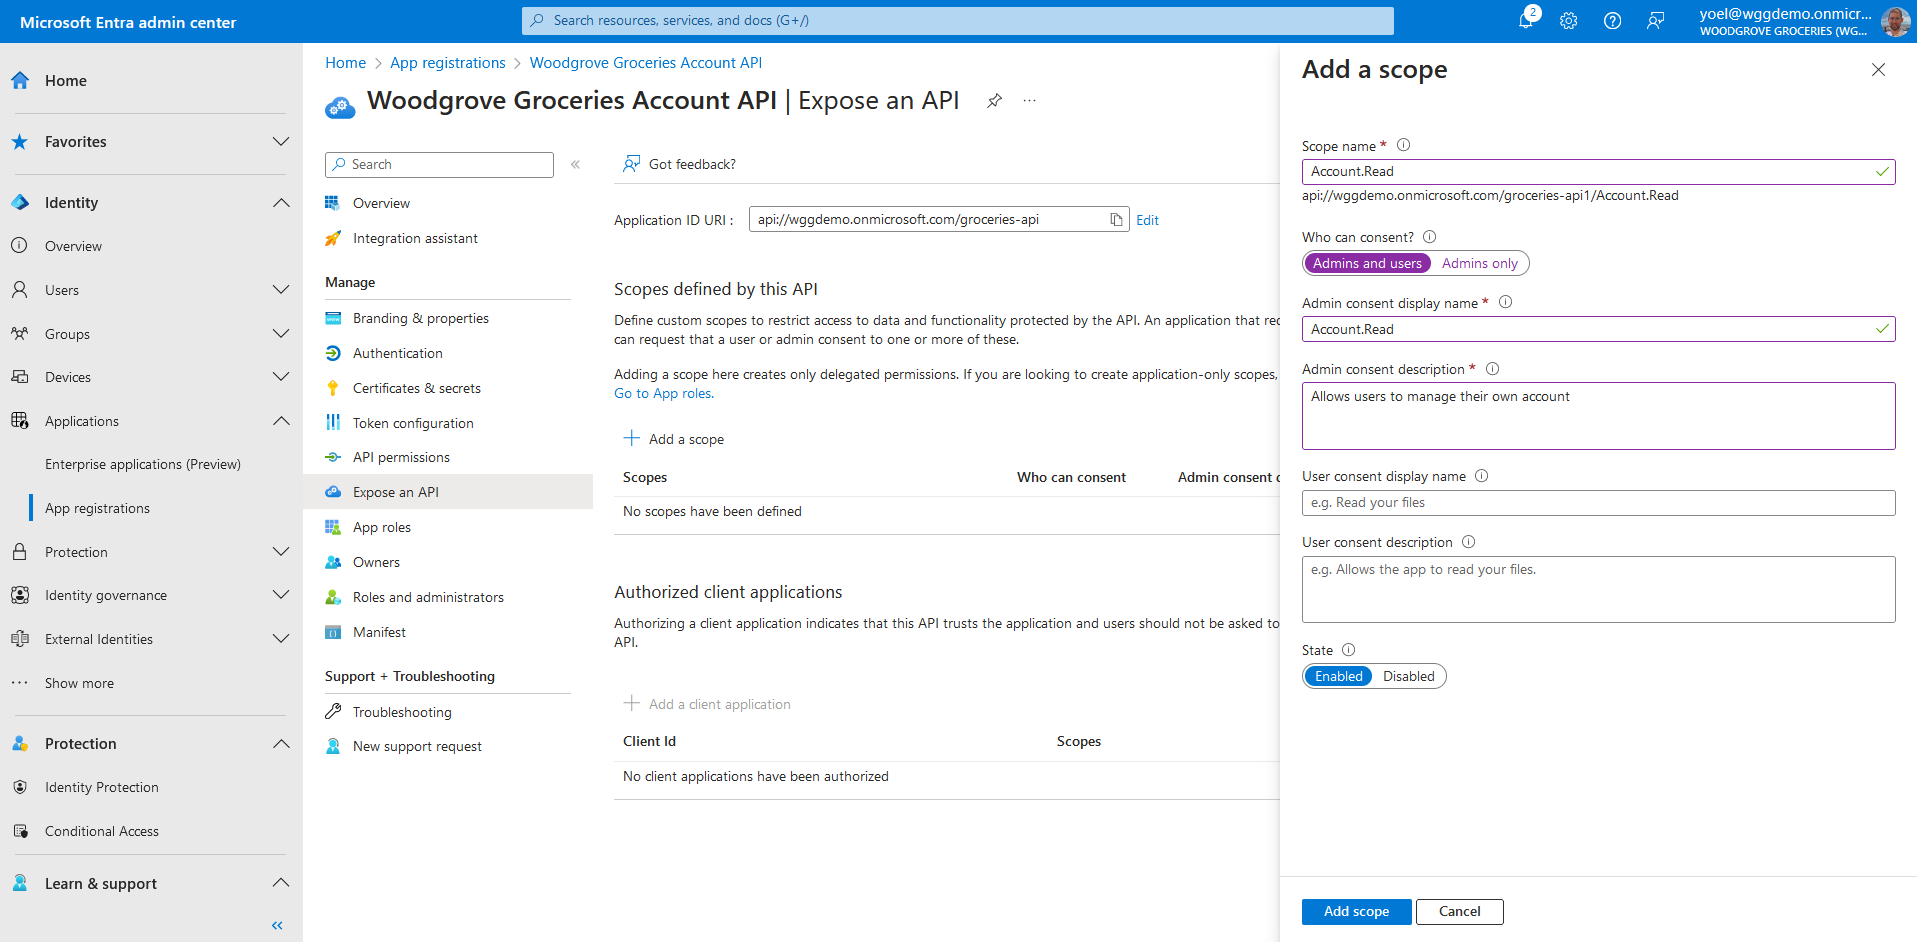 Microsoft Entra admin center
Search resources, services, and docs (G+/)
2
yoel@wggdemo.onmicr...
WOODGROVE GROCERIES (WG...
Home
Favorites
Identity
Overview
Users
Groups
Devices
Applications
Enterprise applications (Preview)
App registrations
Protection
Identity governance
External Identities
Show more
Protection
Identity Protection
Conditional Access
Learn & support
Home > App registrations > Woodgrove Groceries Account API
Woodgrove Groceries Account API | Expose an API
Search
Overview
Integration assistant
Manage
Branding & properties
Authentication
Certificates & secrets
Token configuration
API permissions
Expose an API
App roles
Owners
Roles and administrators
Manifest
Support + Troubleshooting
Troubleshooting
New support request
Got feedback?
Application ID URI : api://wggdemo.onmicrosoft.com/groceries-api Edit
Scopes defined by this API
Define custom scopes to restrict access to data and functionality protected by the API. An application that rec
can request that a user or admin consent to one or more of these.
Adding a scope here creates only delegated permissions. If you are looking to create application-only scopes,
Go to App roles.
Add a scope
Scopes Who can consent Admin consent
No scopes have been defined
Authorized client applications
Authorizing a client application indicates that this API trusts the application and users should not be asked to
API.
Add a client application
Client Id Scopes
No client applications have been authorized
Add a scope
Scope name *
Account.Read
api://wggdemo.onmicrosoft.com/groceries-api1/Account.Read
Who can consent?
Admins and users Admins only
Admin consent display name *
Account.Read
Admin consent description *
Allows users to manage their own account
User consent display name
e.g. Read your files
User consent description
e.g. Allows the app to read your files.
State
Enabled Disabled
Add scope Cancel